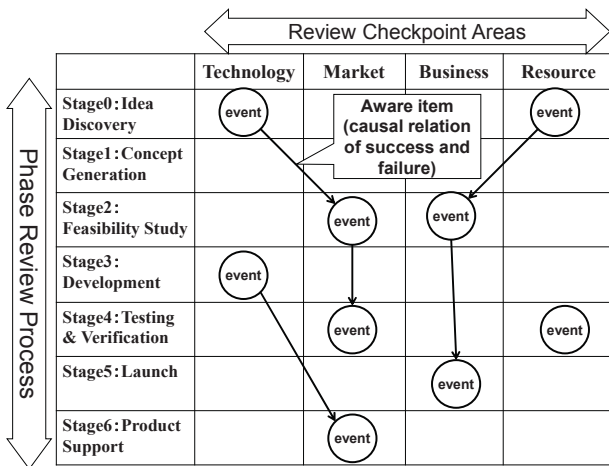 Review Checkpoint Areas
Technology Market Business Resource
Stage0:Idea
Discovery
event
event
Aware item
(causal relation
of success and
failure)
Stage1:Concept
Generation
Stage2:
Feasibility Study
event
event
Stage3:
Development
event
Stage4:Testing
& Verification
event
event
Stage5:Launch
event
Stage6:Product
Support
event
Phase Review Process